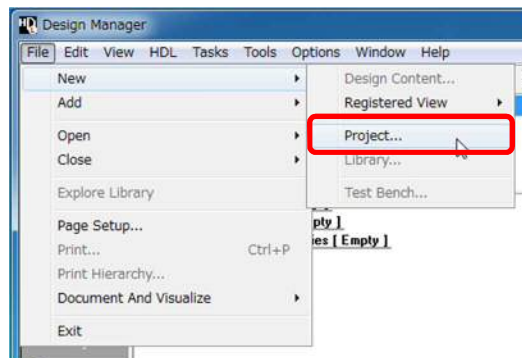 Design Manager
File Edit View HDL Tasks Tools Options Window Help
New
Add
Open
Close
Explore Library
Page Setup...
Print... Ctrl+P
Print Hierarchy...
Document And Visualize
Exit
Design Content...
Registered View
Project...
Library...
Test Bench...
pty ]
ies [ Empty ]